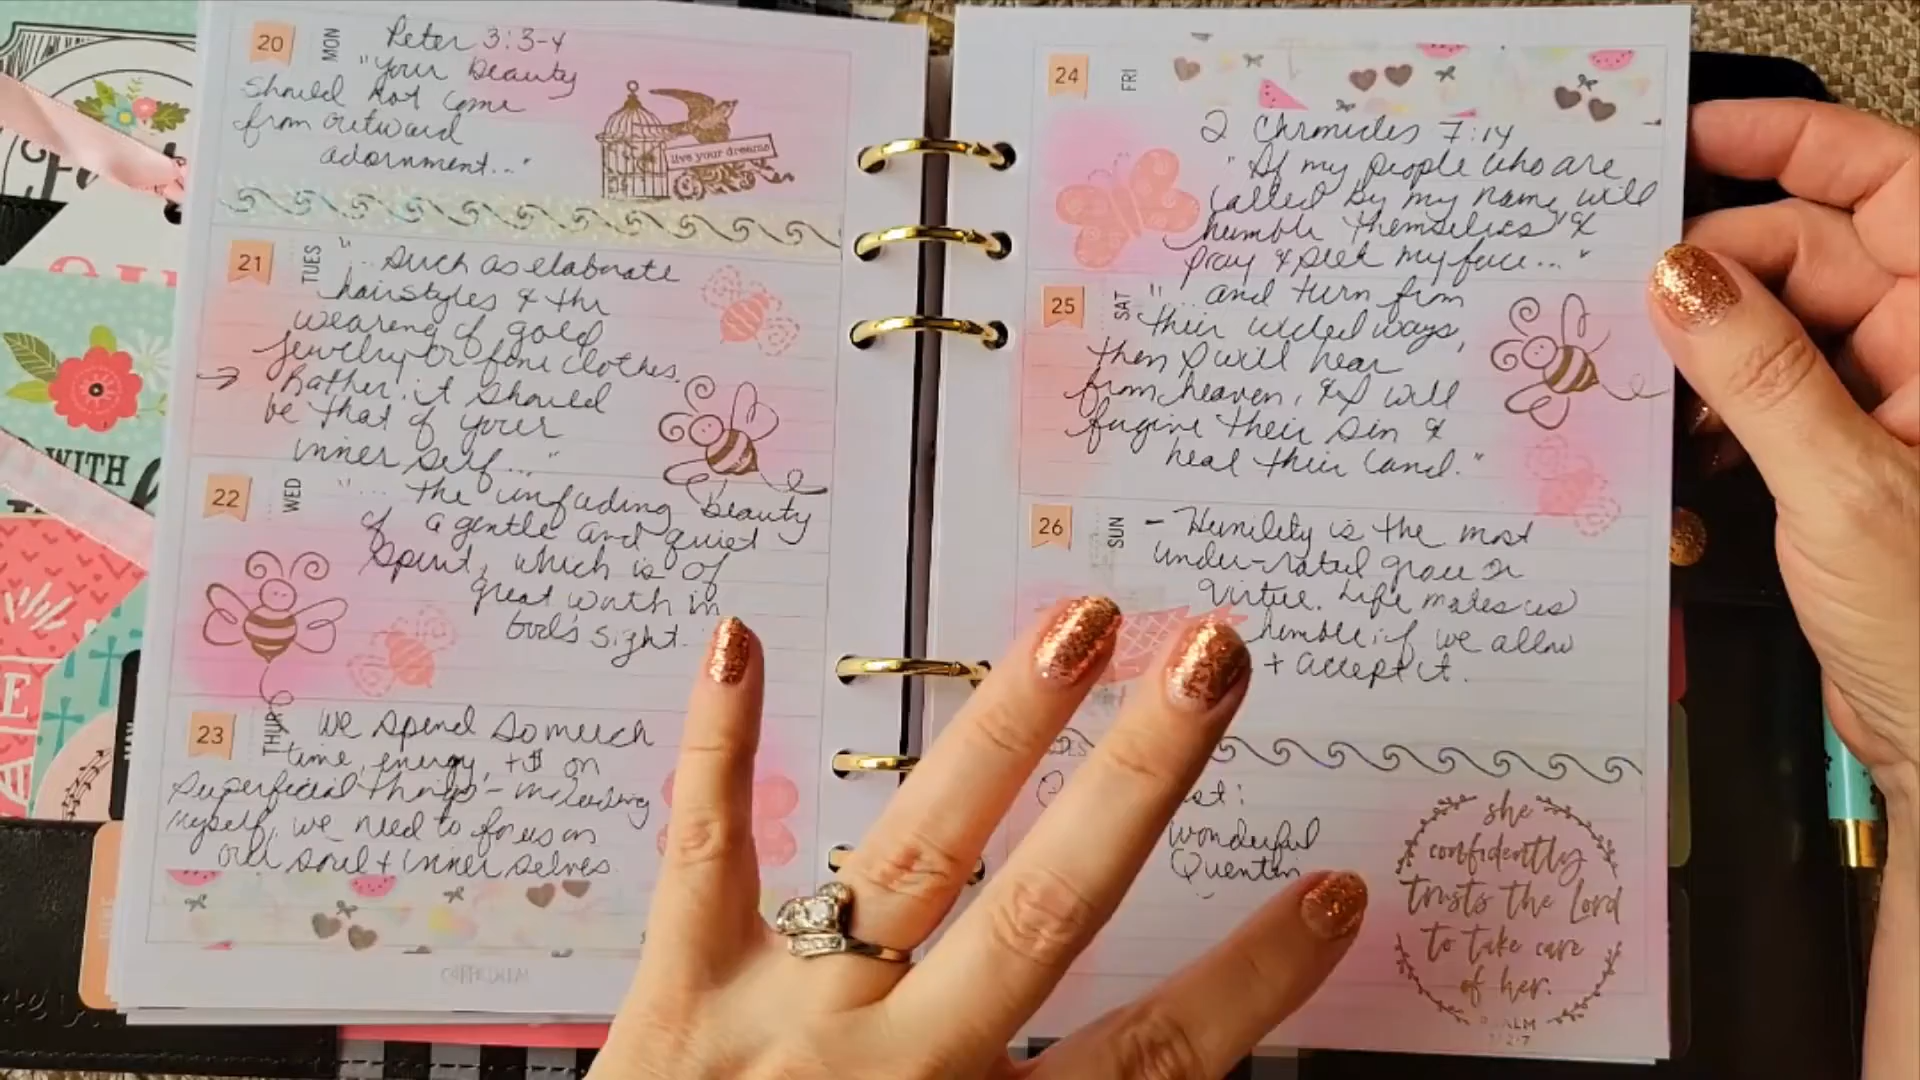 20
MON
Peter 3:3-4
"Your beauty
should not come
from outward
adornment..."
live your dreams
21
TUES
"...such as elaborate
hairstyles & the
wearing of gold
jewelry or fine clothes.
→ Rather, it should
be that of your
inner self..."
22
WED
"... the unfading beauty
of a gentle and quiet
spirit, which is of
great worth in
God's sight.
23
THUR
We spend so much
time, energy, + $ on
superficial things - including
myself, we need to focus on
our soul + inner selves.
24
FRI
2 Chronicles 7:14
"If my people who are
called by my name will
humble themselves &
pray & seek my face..."
25
SAT
"... and turn from
their wicked ways,
then I will hear
from heaven, & I will
forgive their sin &
heal their land."
26
SUN
- Humility is the most
under-rated grace or
virtue. Life makes us
humble if we allow
+ accept it.
st:
wonderful
Quentin
she
confidently
trusts the Lord
to take care
of her.
PSALM
112:7
WITH